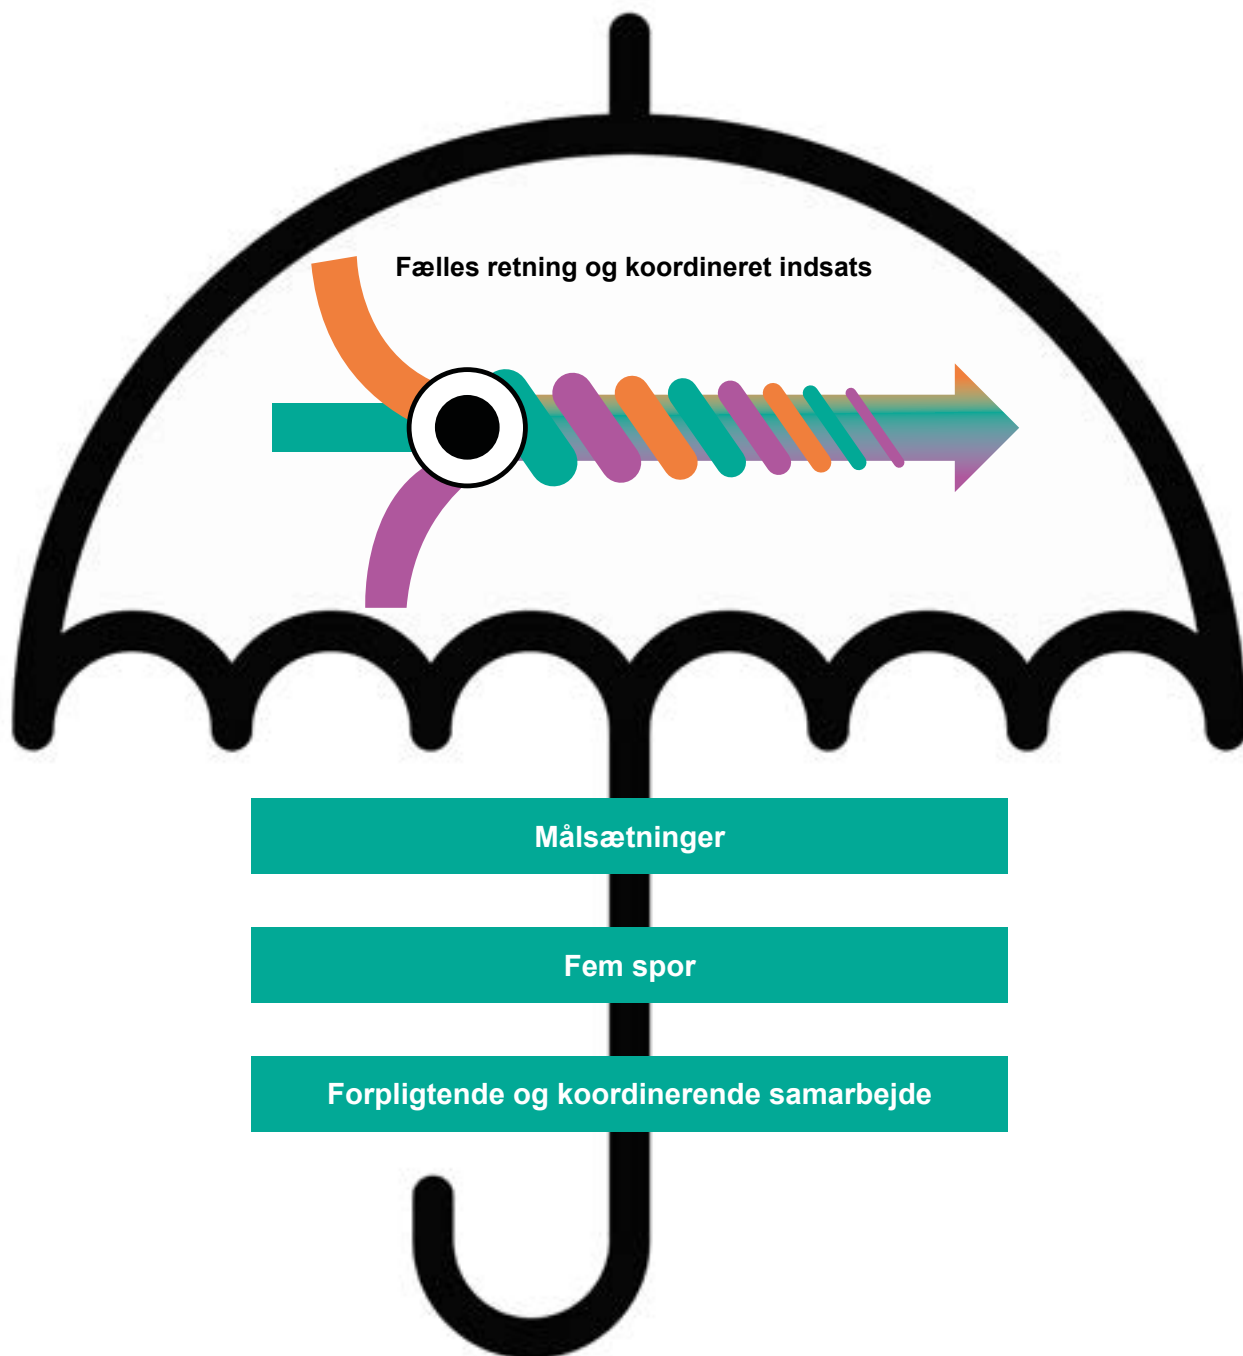 Fælles retning og koordineret indsats
Målsætninger
Fem spor
Forpligtende og koordinerende samarbejde